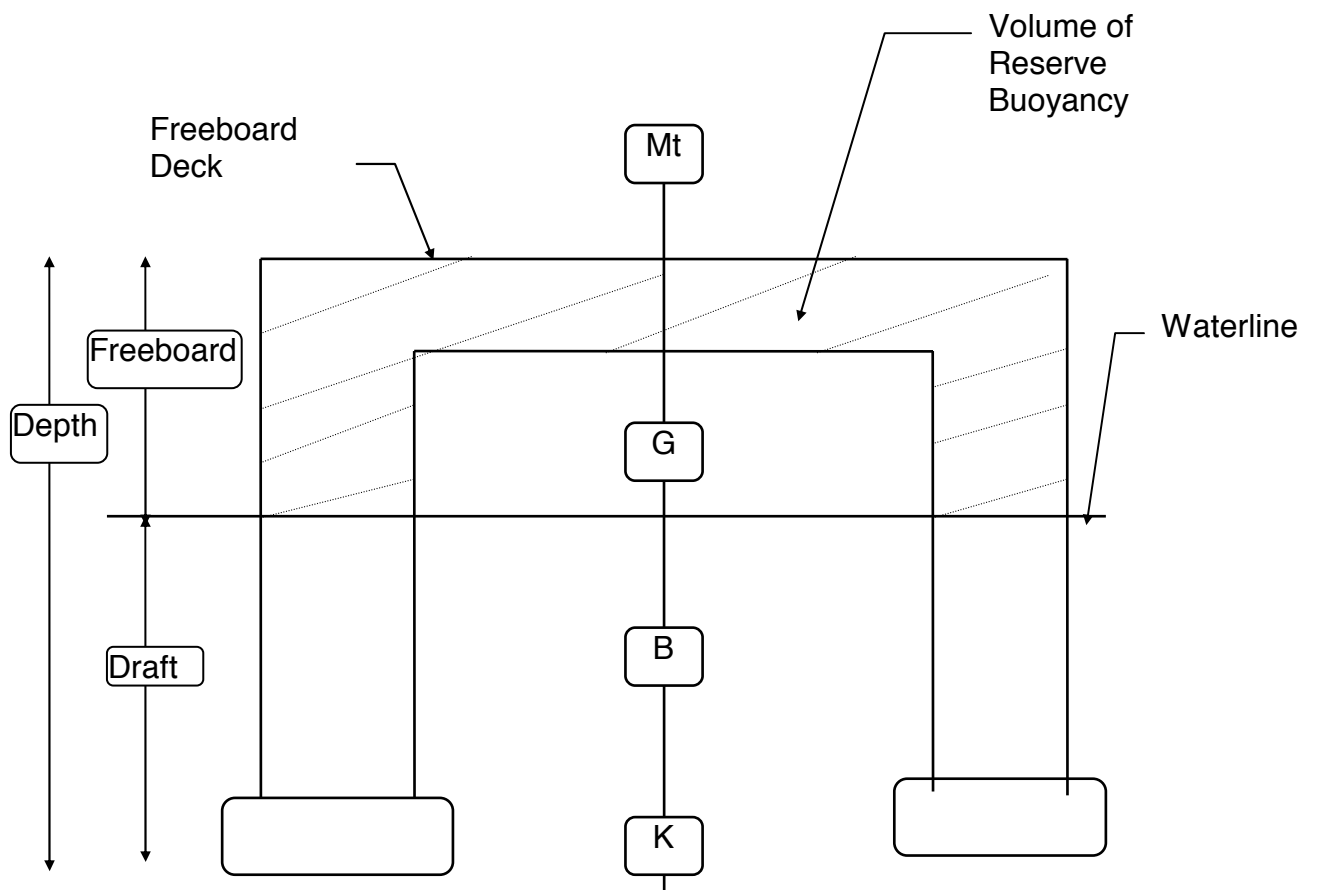 Volume of
Reserve
Buoyancy
Freeboard
Deck
Mt
Waterline
Freeboard
Depth
G
B
Draft
K